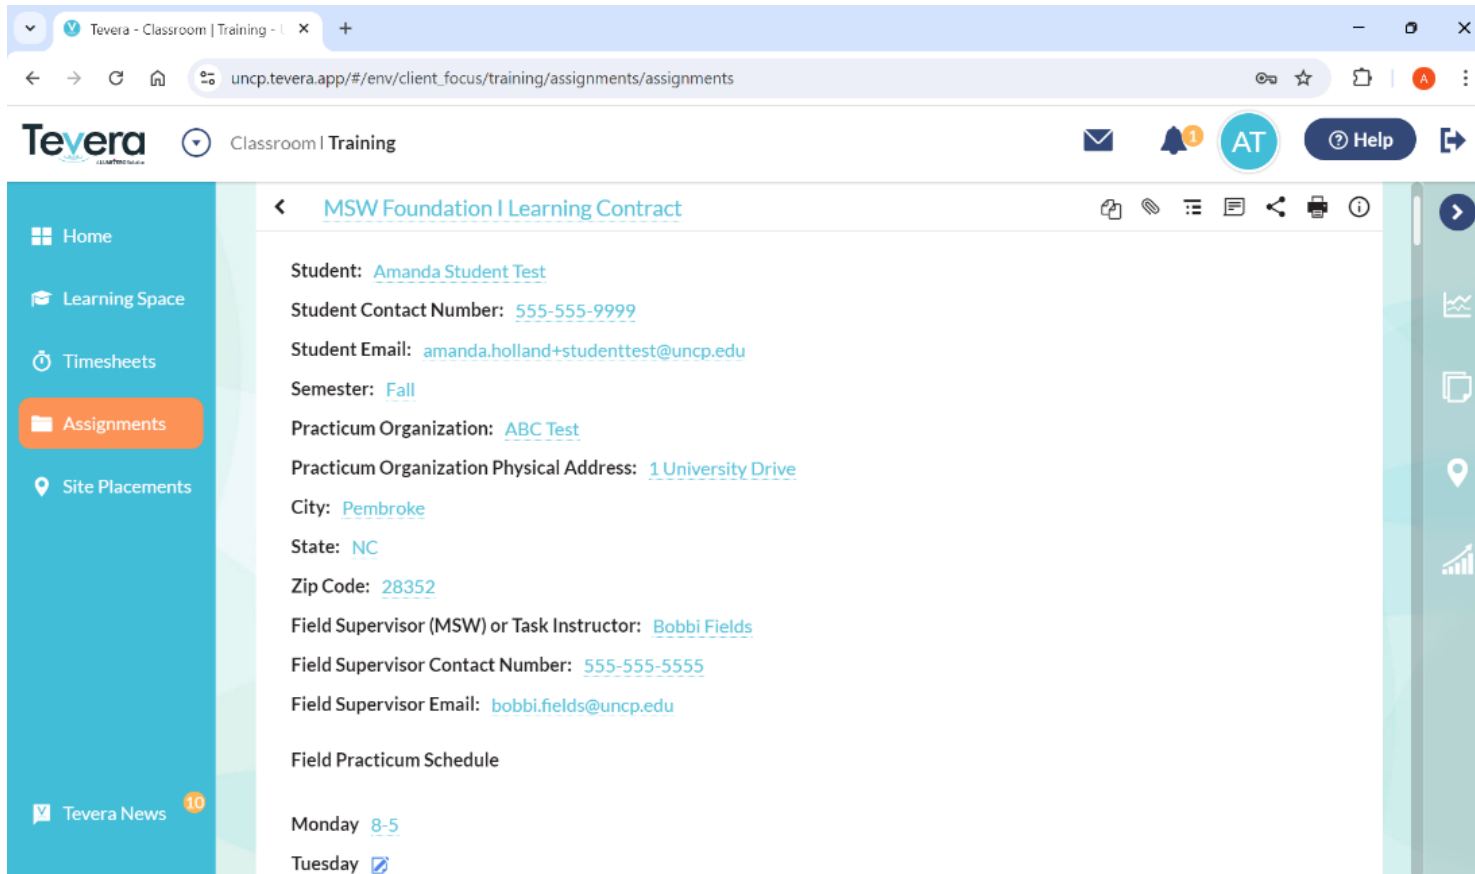 Tevera - Classroom | Training - U
uncp.tevera.app/#/env/client_focus/training/assignments/assignments
A
Tevera
Classroom | Training
1
AT
Help
MSW Foundation I Learning Contract
Home
Learning Space
Timesheets
Assignments
Site Placements
Tevera News
10
Student: Amanda Student Test
Student Contact Number: 555-555-9999
Student Email: amanda.holland+studenttest@uncp.edu
Semester: Fall
Practicum Organization: ABC Test
Practicum Organization Physical Address: 1 University Drive
City: Pembroke
State: NC
Zip Code: 28352
Field Supervisor (MSW) or Task Instructor: Bobbi Fields
Field Supervisor Contact Number: 555-555-5555
Field Supervisor Email: bobbi.fields@uncp.edu
Field Practicum Schedule
Monday 8-5
Tuesday